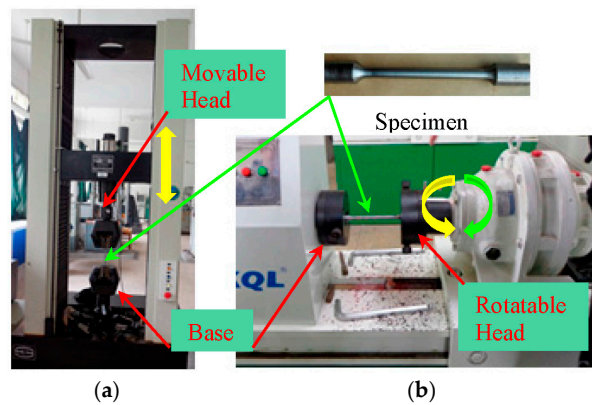 Movable
Head
Specimen
KQL
Rotatable
Head
Base
(a)
(b)